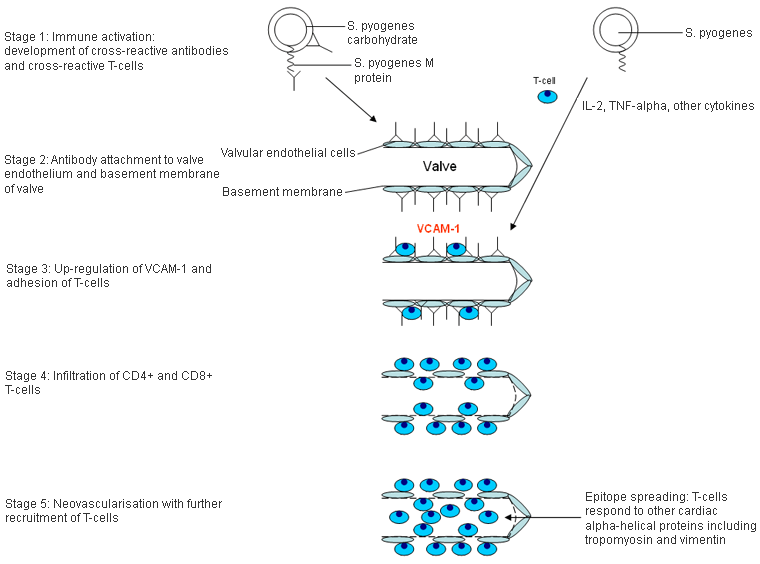 Stage 1: Immune activation:
development of cross-reactive antibodies
and cross-reactive T-cells
S. pyogenes
carbohydrate
S. pyogenes M
protein
S. pyogenes
T-cell
IL-2, TNF-alpha, other cytokines
Stage 2: Antibody attachment to valve
endothelium and basement membrane
of valve
Valvular endothelial cells
Valve
Basement membrane
VCAM-1
Stage 3: Up-regulation of VCAM-1 and
adhesion of T-cells
Stage 4: Infiltration of CD4+ and CD8+
T-cells
Stage 5: Neovascularisation with further
recruitment of T-cells
Epitope spreading: T-cells
respond to other cardiac
alpha-helical proteins including
tropomyosin and vimentin